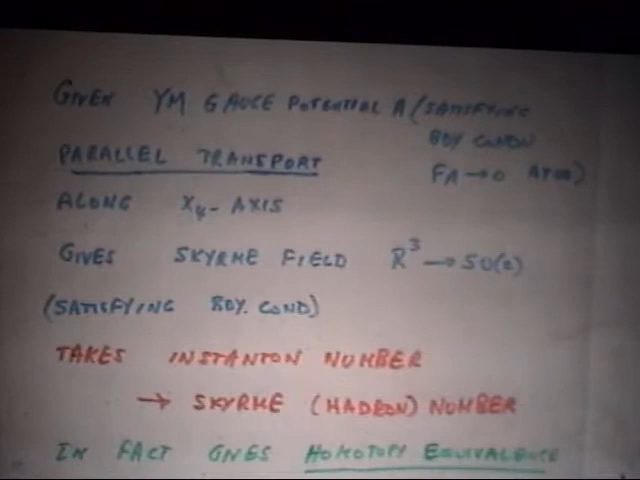 GIVEN YM GAUGE POTENTIAL A (SATISFYING
BDY CONDN
PARALLEL TRANSPORT
FA → 0 AT ∞)
ALONG X4 - AXIS
GIVES SKYRME FIELD R³ → SU(2)
(SATISFYING BDY. COND)
TAKES INSTANTON NUMBER
→ SKYRME (HADRON) NUMBER
IN FACT GIVES HOMOTOPY EQUIVALENCE